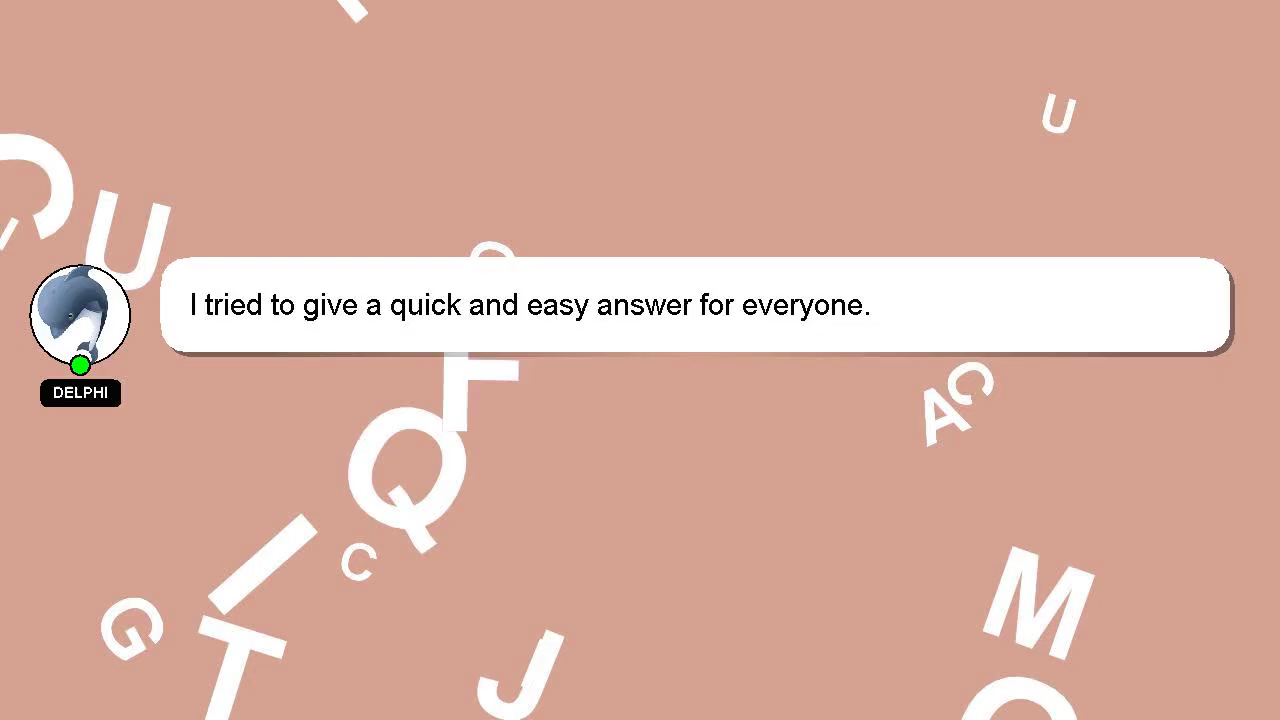 U
U
I tried to give a quick and easy answer for everyone.
DELPHI
C
A
Q
I
C
G
T
J
M